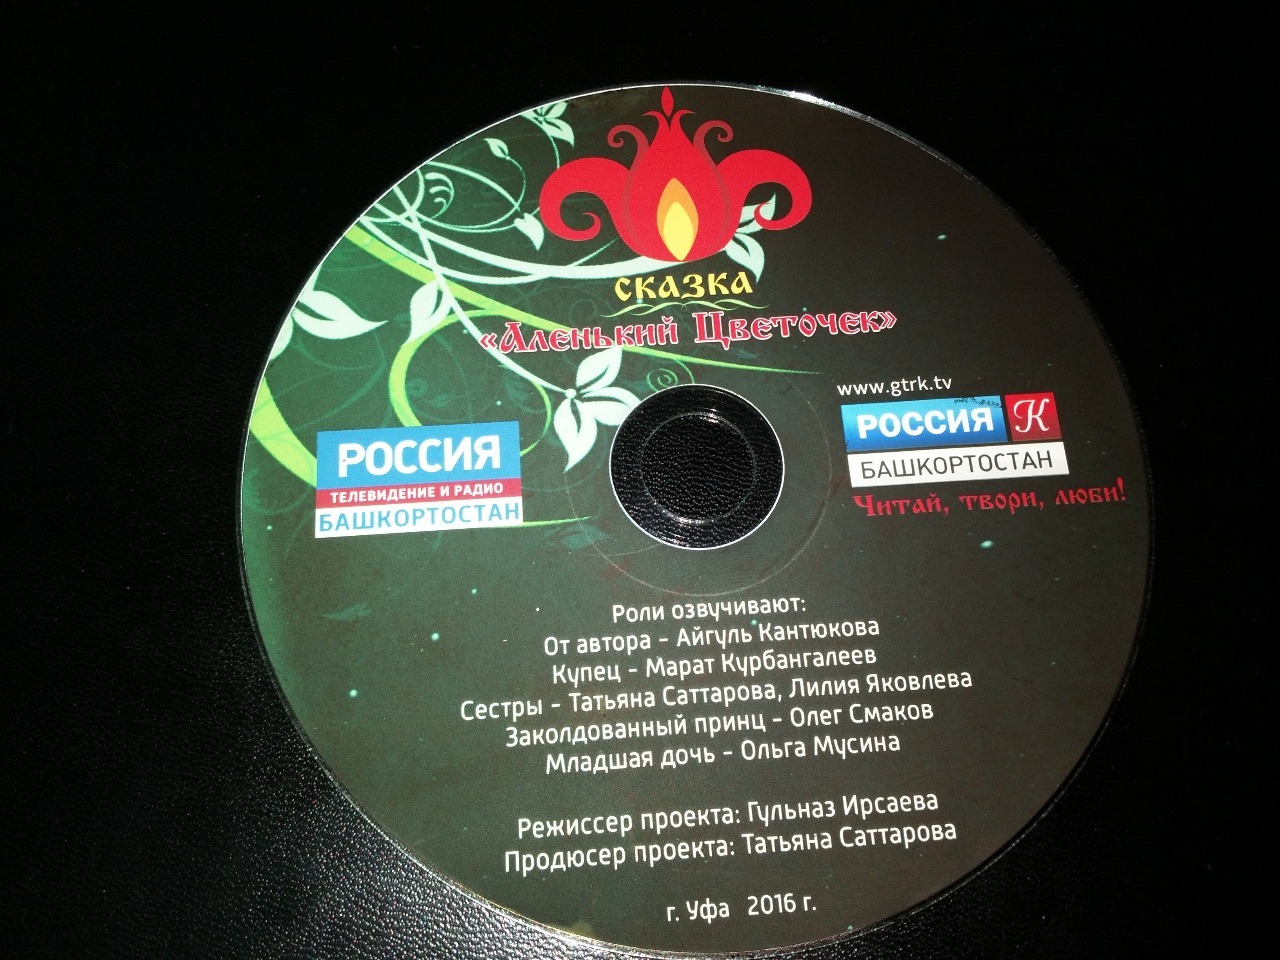 сказка
«Аленький Цветочек»
www.gtrk.tv
РОССИЯ К
БАШКОРТОСТАН
Читай, твори, люби!
РОССИЯ
ТЕЛЕВИДЕНИЕ И РАДИО
БАШКОРТОСТАН
Роли озвучивают:
От автора - Айгуль Кантюкова
Купец - Марат Курбангалеев
Сестры - Татьяна Саттарова, Лилия Яковлева
Заколдованный принц - Олег Смаков
Младшая дочь - Ольга Мусина
Режиссер проекта: Гульназ Ирсаева
Продюсер проекта: Татьяна Саттарова
г. Уфа 2016 г.